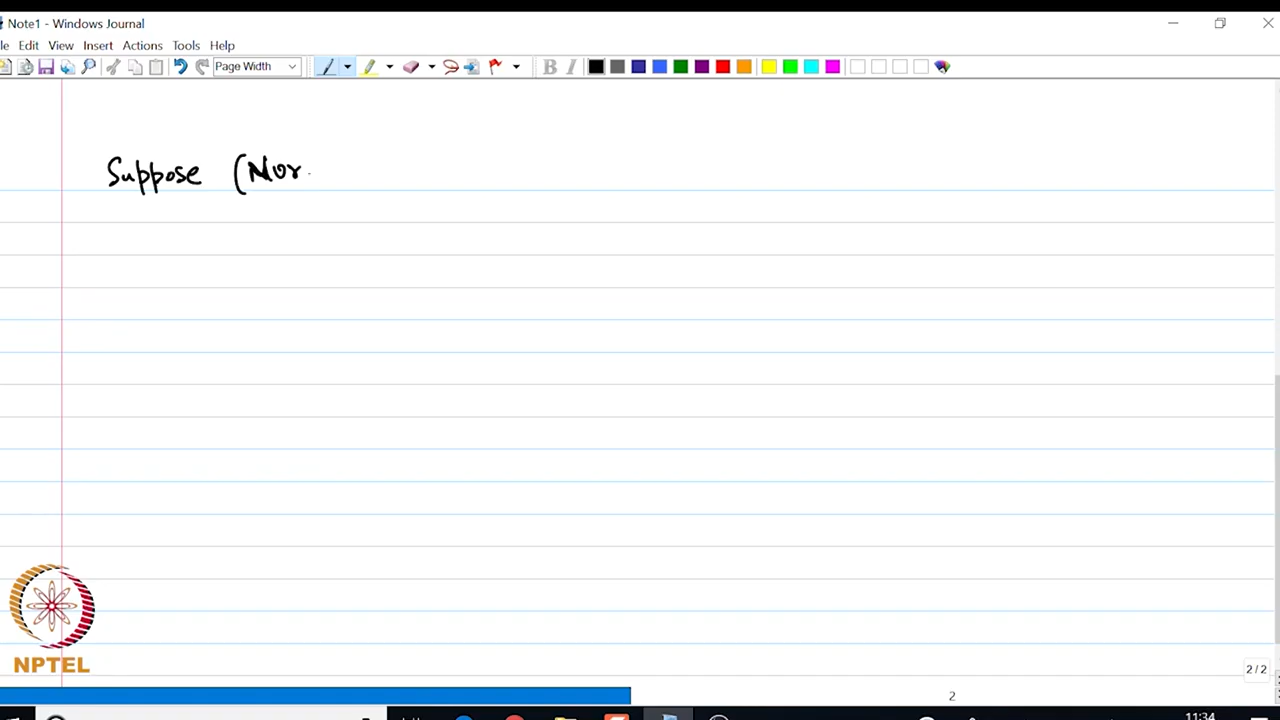 Note1 - Windows Journal
le Edit View Insert Actions Tools Help
Page Width
B I
Suppose (Nor
NPTEL
2 / 2
2
11:34